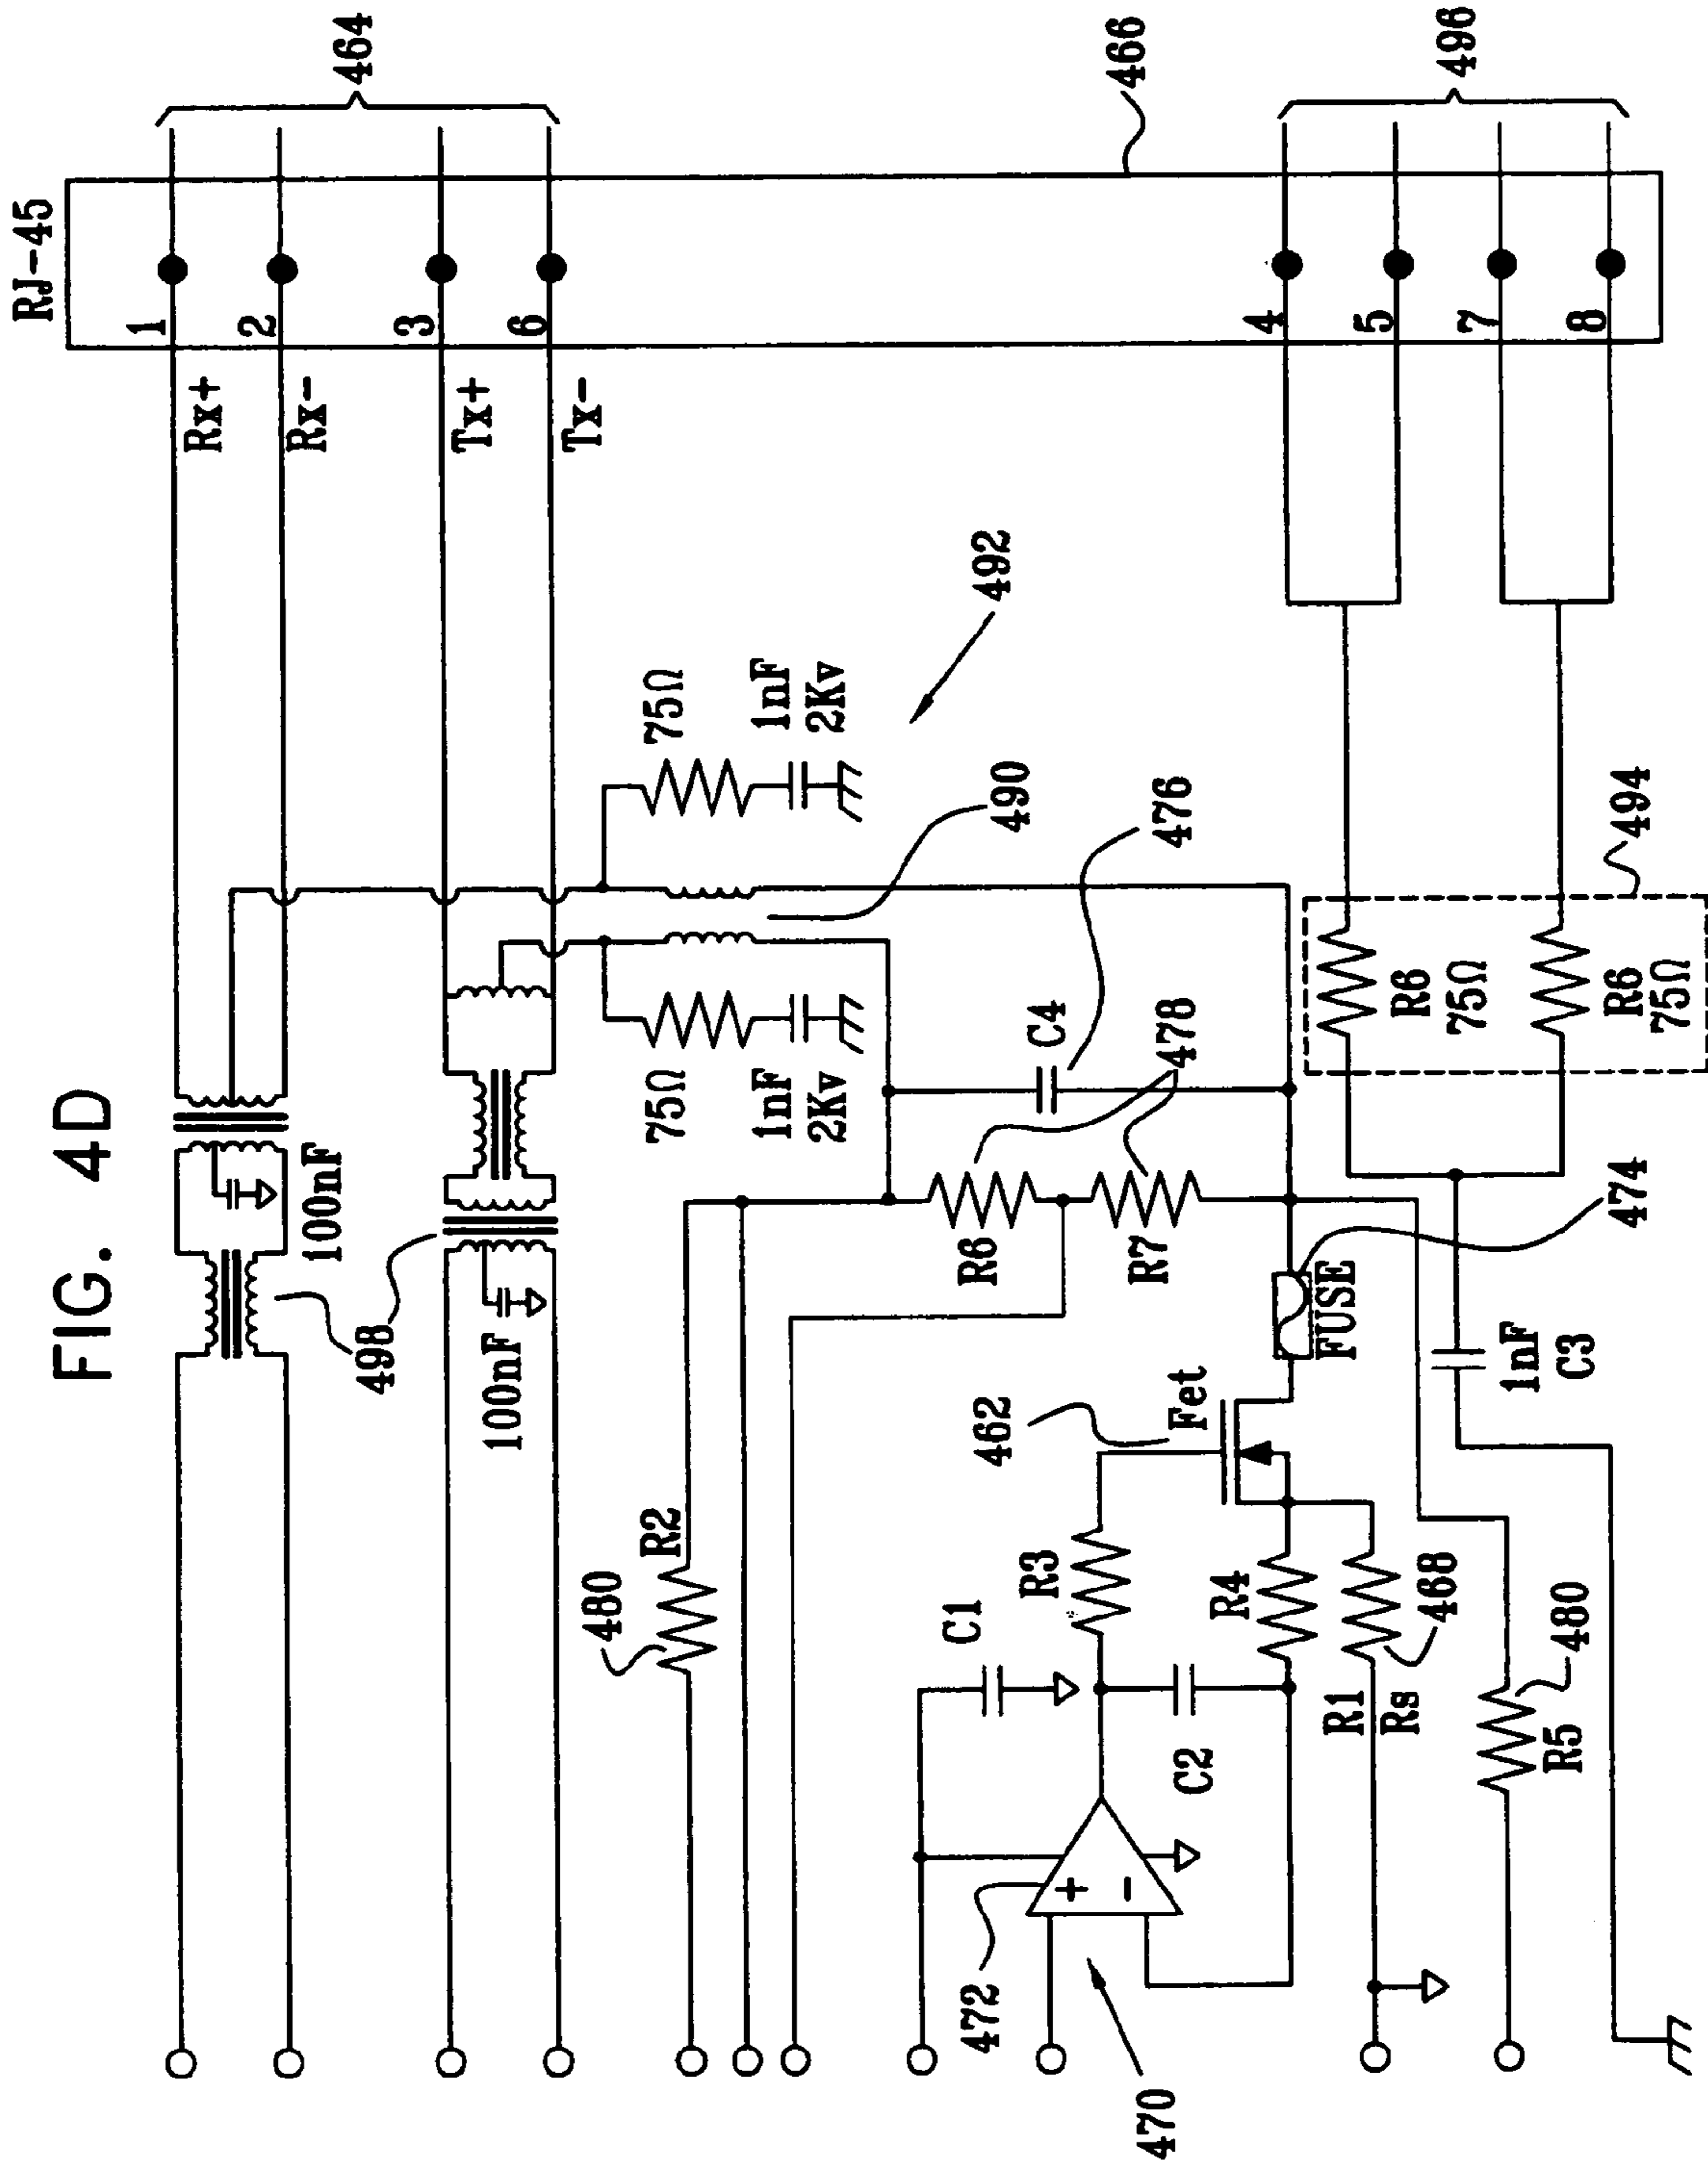 FIG. 4D
RJ-45
464
1
Rx+
2
Rx-
3
Tx+
6
Tx-
466
496
4
5
7
8
498
100nF
100nF
75Ω
1nF
2Kv
492
75Ω
1nF
2Kv
490
476
C4
478
R6
R7
480
R2
462
Fet
FUSE
474
494
R6
75Ω
R6
75Ω
1nF
C3
C1
R3
C2
R4
R1
Rs
468
480
R5
472
+
-
470